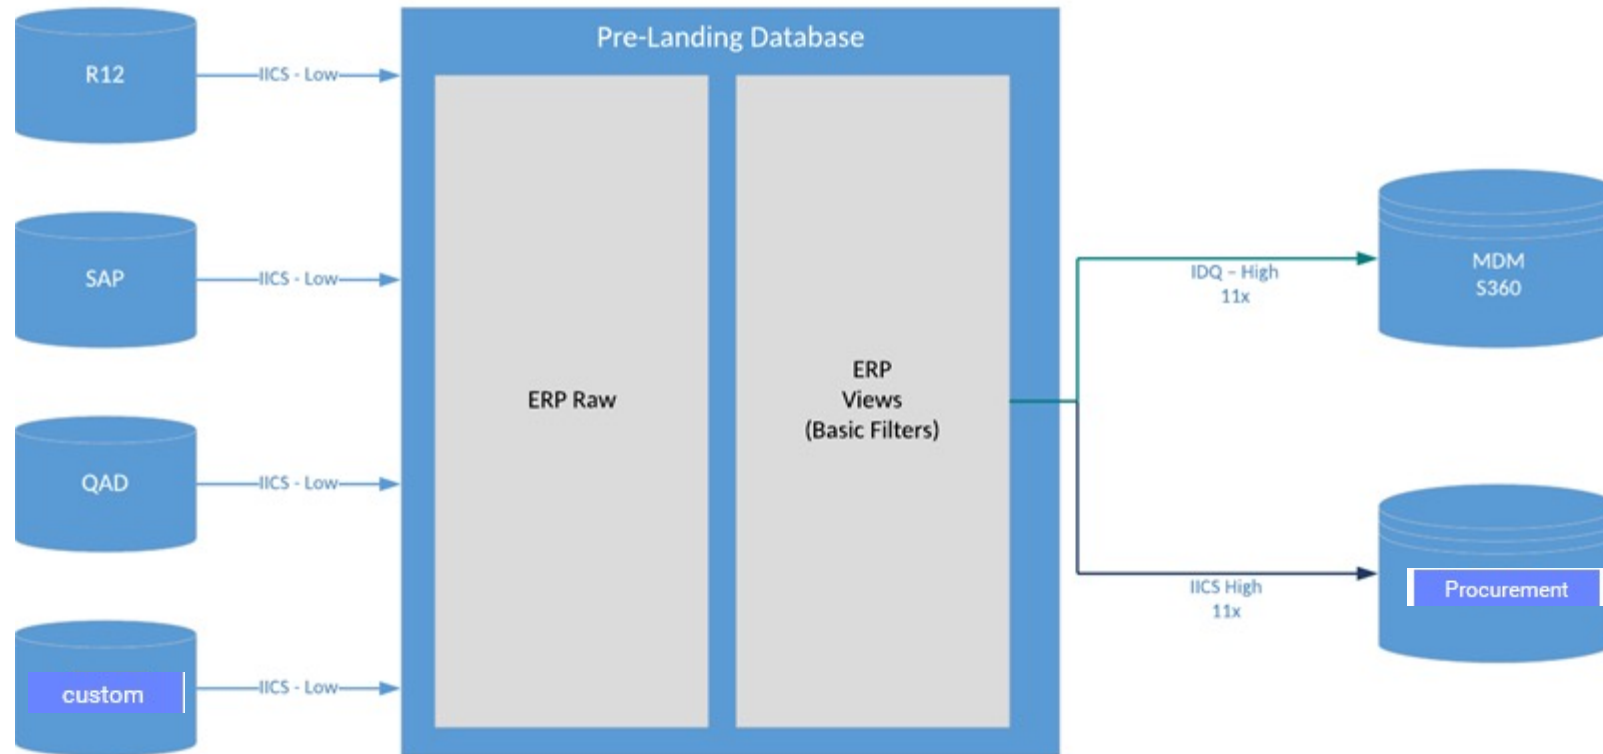 Pre-Landing Database
R12
IICS - Low
SAP
IICS - Low
QAD
IICS - Low
custom
IICS - Low
ERP Raw
ERP
Views
(Basic Filters)
IDQ – High
11x
MDM
S360
IICS High
11x
Procurement